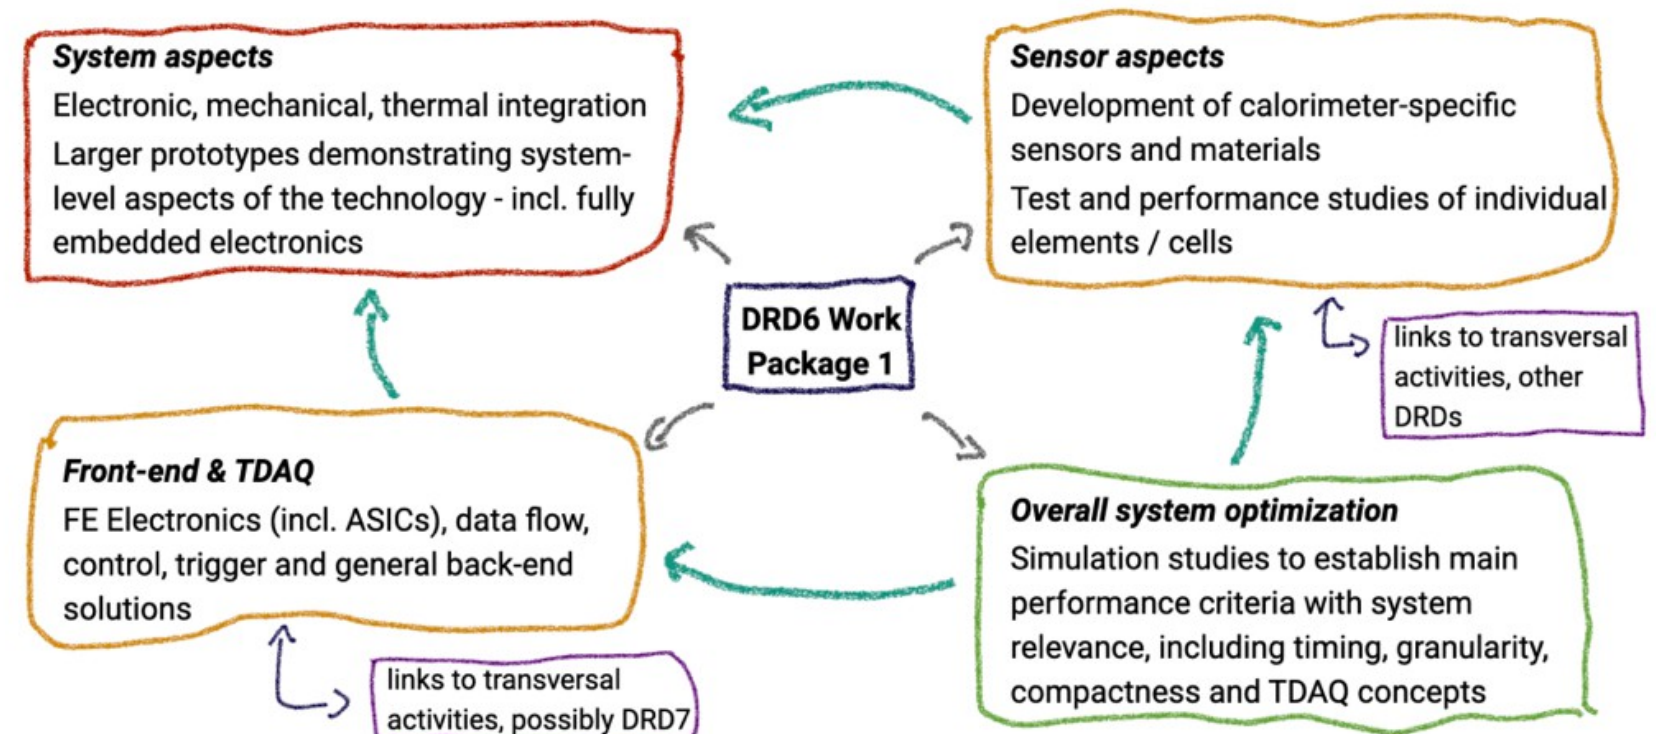 System aspects
Electronic, mechanical, thermal integration
Larger prototypes demonstrating system-
level aspects of the technology - incl. fully
embedded electronics
Sensor aspects
Development of calorimeter-specific
sensors and materials
Test and performance studies of individual
elements / cells
DRD6 Work
Package 1
links to transversal
activities, other
DRDs
Front-end & TDAQ
FE Electronics (incl. ASICs), data flow,
control, trigger and general back-end
solutions
links to transversal
activities, possibly DRD7
Overall system optimization
Simulation studies to establish main
performance criteria with system
relevance, including timing, granularity,
compactness and TDAQ concepts